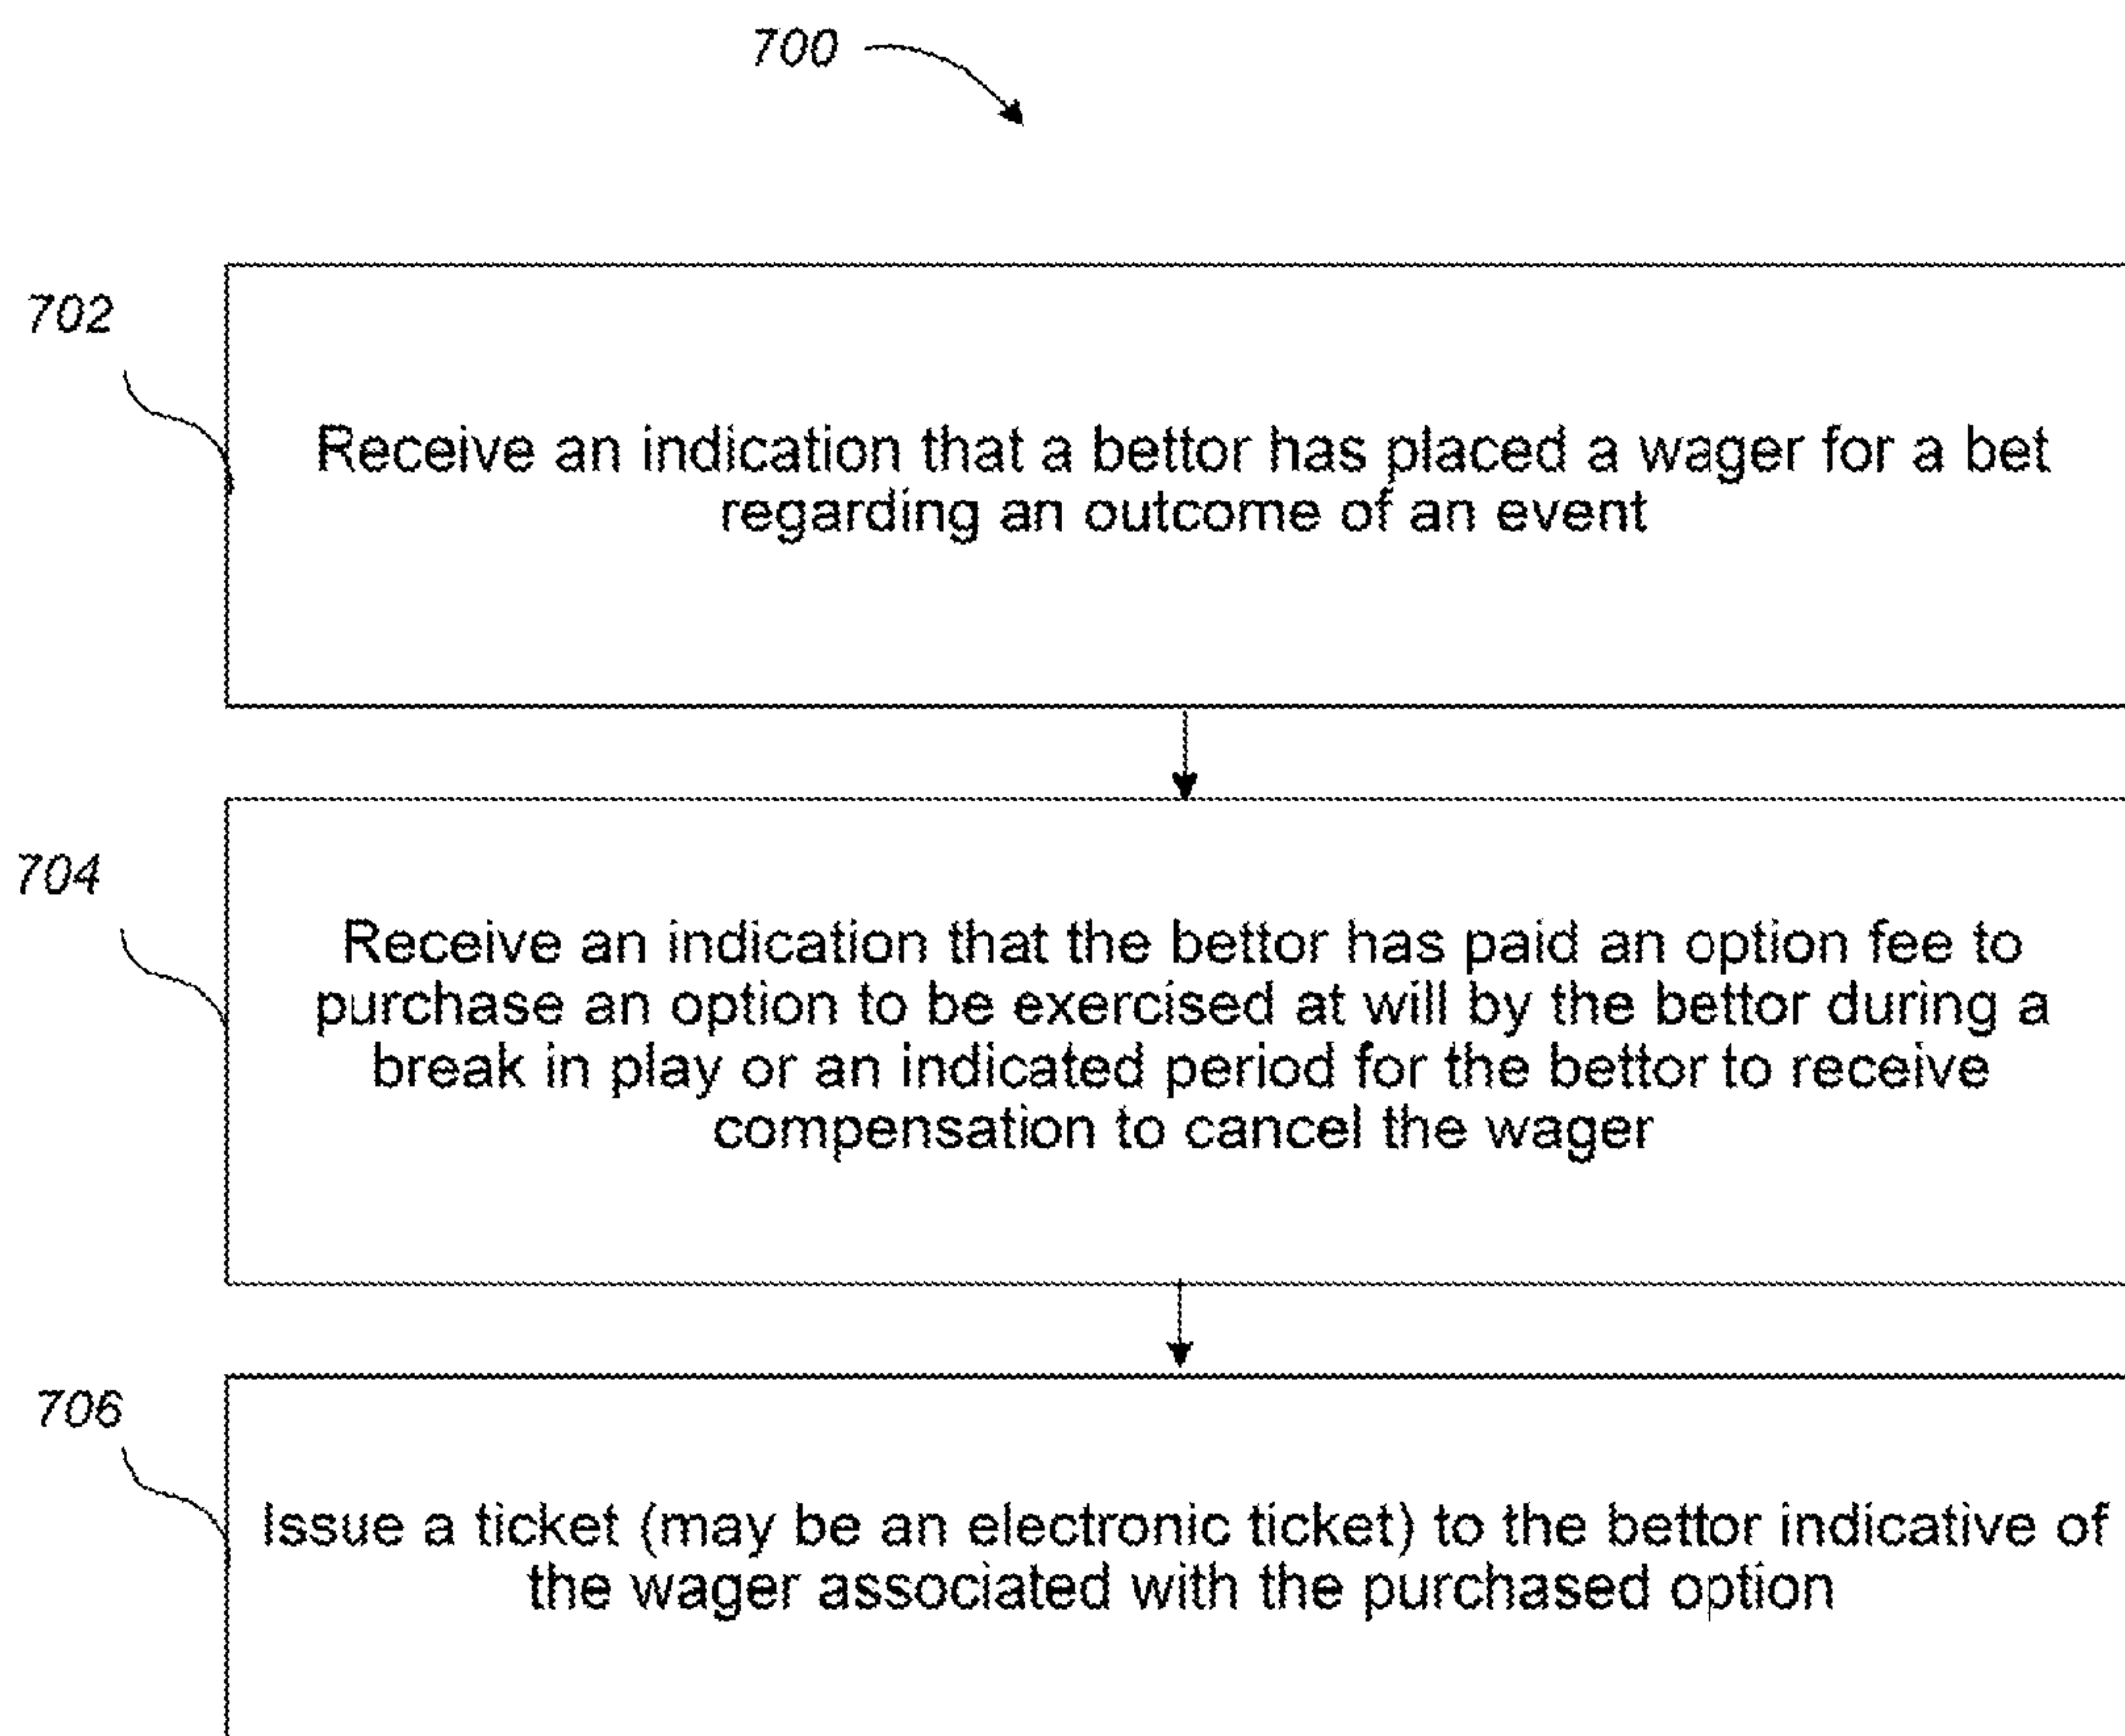 700
702
Receive an indication that a bettor has placed a wager for a bet
regarding an outcome of an event
704
Receive an indication that the bettor has paid an option fee to
purchase an option to be exercised at will by the bettor during a
break in play or an indicated period for the bettor to receive
compensation to cancel the wager
706
Issue a ticket (may be an electronic ticket) to the bettor indicative of
the wager associated with the purchased option